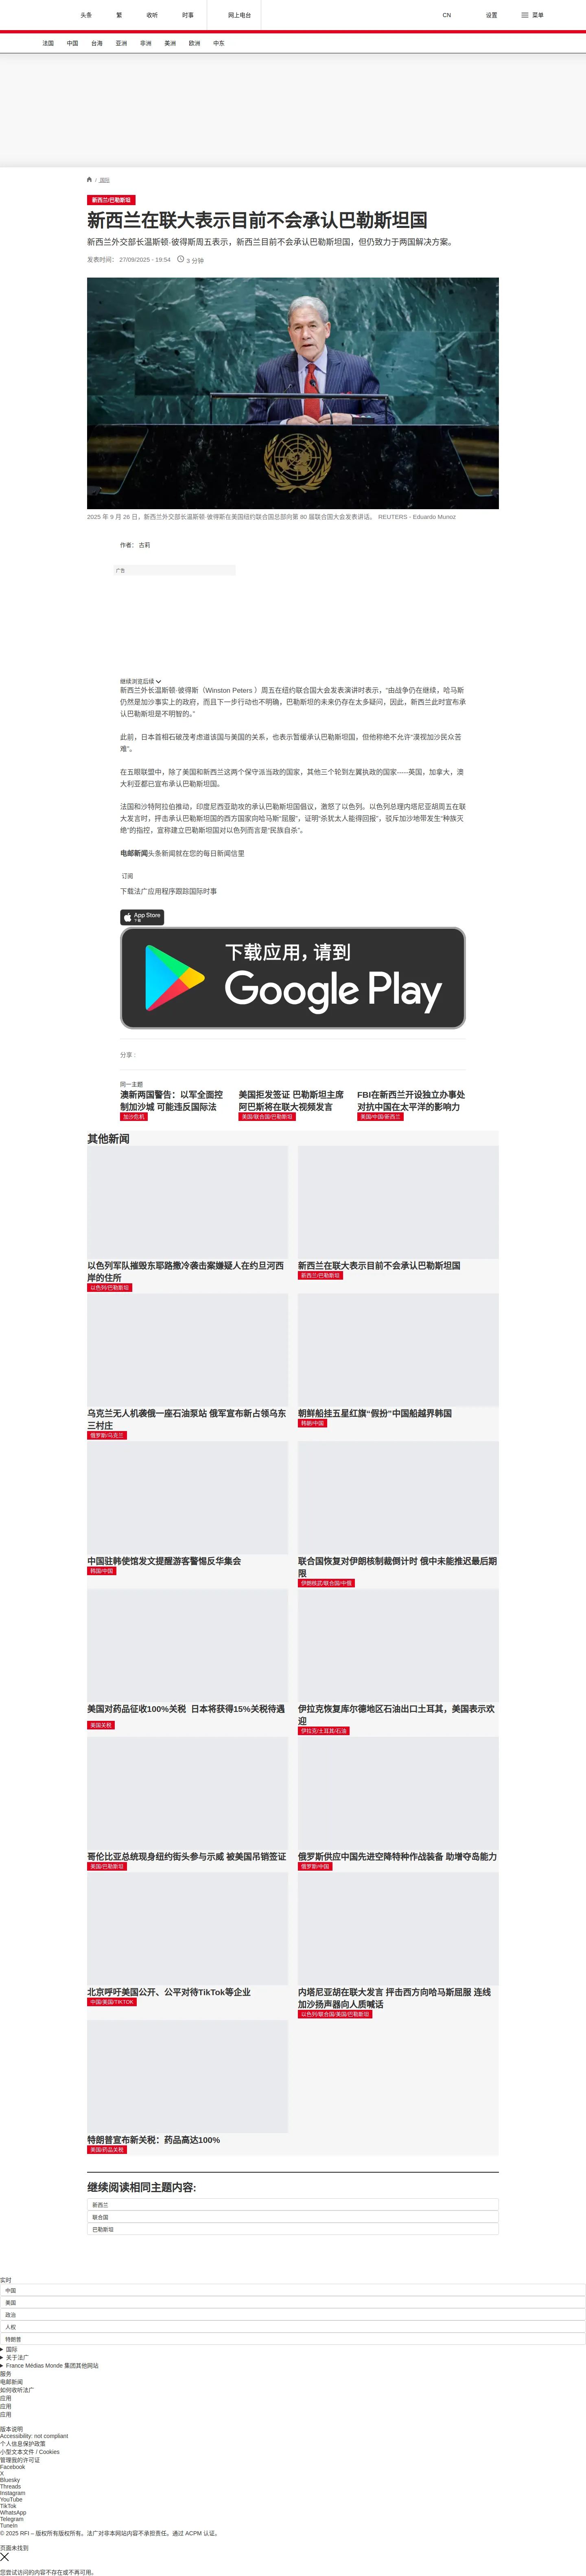 头条
繁
收听
时事
网上电台
CN
设置
菜单
法国
中国
台海
亚洲
非洲
美洲
欧洲
中东
/ 国际
新西兰/巴勒斯坦
新西兰在联大表示目前不会承认巴勒斯坦国
新西兰外交部长温斯顿·彼得斯周五表示，新西兰目前不会承认巴勒斯坦国，但仍致力于两国解决方案。
发表时间： 27/09/2025 - 19:54
3 分钟
2025 年 9 月 26 日，新西兰外交部长温斯顿·彼得斯在美国纽约联合国总部向第 80 届联合国大会发表讲话。 REUTERS - Eduardo Munoz
作者： 古莉
广告
继续浏览后续
新西兰外长温斯顿·彼得斯（Winston Peters ）周五在纽约联合国大会发表演讲时表示，“由战争仍在继续，哈马斯
仍然是加沙事实上的政府，而且下一步行动也不明确，巴勒斯坦的未来仍存在太多疑问，因此，新西兰此时宣布承
认巴勒斯坦是不明智的。”
此前，日本首相石破茂考虑道该国与美国的关系，也表示暂缓承认巴勒斯坦国，但他称绝不允许“漠视加沙民众苦
难”。
在五眼联盟中，除了美国和新西兰这两个保守派当政的国家，其他三个轮到左翼执政的国家-----英国，加拿大，澳
大利亚都已宣布承认巴勒斯坦国。
法国和沙特阿拉伯推动，印度尼西亚助攻的承认巴勒斯坦国倡议，激怒了以色列。以色列总理内塔尼亚胡周五在联
大发言时，抨击承认巴勒斯坦国的西方国家向哈马斯“屈服”，证明“杀犹太人能得回报”，驳斥加沙地带发生“种族灭
绝”的指控，宣称建立巴勒斯坦国对以色列而言是“民族自杀”。
电邮新闻头条新闻就在您的每日新闻信里
订阅
下载法广应用程序跟踪国际时事
App Store
下载
下载应用，请到
Google Play
分享 :
同一主题
澳新两国警告：以军全面控
制加沙城 可能违反国际法
加沙危机
美国拒发签证 巴勒斯坦主席
阿巴斯将在联大视频发言
美国/联合国/巴勒斯坦
FBI在新西兰开设独立办事处
对抗中国在太平洋的影响力
美国/中国/新西兰
其他新闻
以色列军队摧毁东耶路撒冷袭击案嫌疑人在约旦河西
岸的住所
以色列/巴勒斯坦
新西兰在联大表示目前不会承认巴勒斯坦国
新西兰/巴勒斯坦
乌克兰无人机袭俄一座石油泵站 俄军宣布新占领乌东
三村庄
俄罗斯/乌克兰
朝鲜船挂五星红旗“假扮”中国船越界韩国
韩朝/中国
中国驻韩使馆发文提醒游客警惕反华集会
韩国/中国
联合国恢复对伊朗核制裁倒计时 俄中未能推迟最后期
限
伊朗核武/联合国/中俄
美国对药品征收100%关税 日本将获得15%关税待遇
美国关税
伊拉克恢复库尔德地区石油出口土耳其，美国表示欢
迎
伊拉克/土耳其/石油
哥伦比亚总统现身纽约街头参与示威 被美国吊销签证
美国/巴勒斯坦
俄罗斯供应中国先进空降特种作战装备 助增夺岛能力
俄罗斯/中国
北京呼吁美国公开、公平对待TikTok等企业
中国/美国/TIKTOK
内塔尼亚胡在联大发言 抨击西方向哈马斯屈服 连线
加沙扬声器向人质喊话
以色列/联合国/美国/巴勒斯坦
特朗普宣布新关税：药品高达100%
美国/药品关税
继续阅读相同主题内容:
新西兰
联合国
巴勒斯坦
实时
中国
美国
政治
人权
特朗普
国际
关于法广
France Médias Monde 集团其他网站
服务
电邮新闻
如何收听法广
应用
应用
应用
版本说明
Accessibility: not compliant
个人信息保护政策
小型文本文件 / Cookies
管理我的许可证
Facebook
X
Bluesky
Threads
Instagram
YouTube
TikTok
WhatsApp
Telegram
TuneIn
© 2025 RFI – 版权所有版权所有。法广对非本网站内容不承担责任。通过 ACPM 认证。
页面未找到
您尝试访问的内容不存在或不再可用。